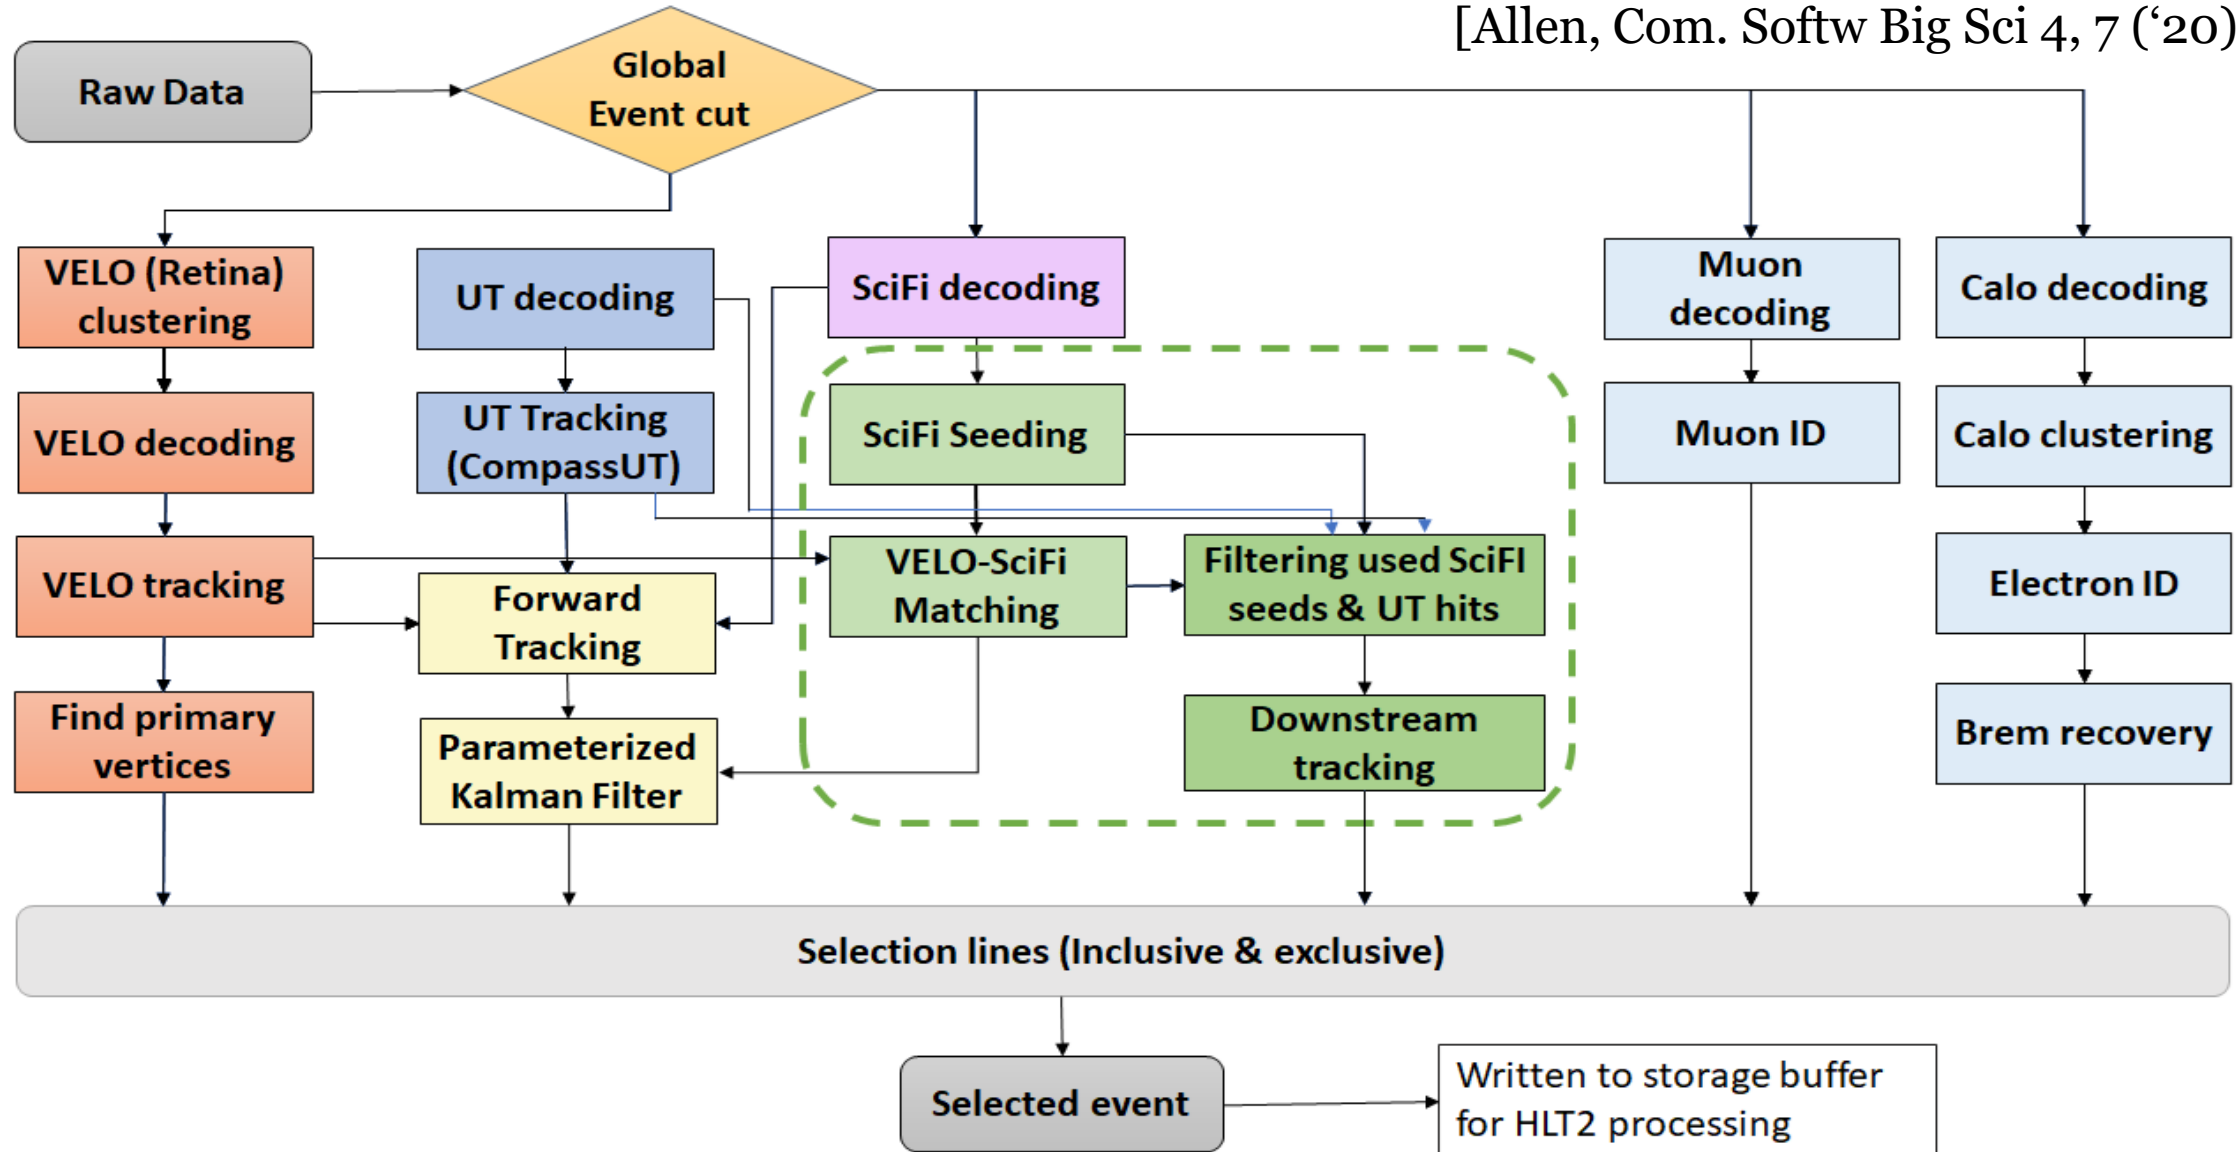 [Allen, Com. Softw Big Sci 4, 7 (‘20)
Raw Data
Global
Event cut
VELO (Retina)
clustering
UT decoding
SciFi decoding
Muon
decoding
Calo decoding
VELO decoding
UT Tracking
(CompassUT)
SciFi Seeding
Muon ID
Calo clustering
VELO tracking
Forward
Tracking
VELO-SciFi
Matching
Filtering used SciFI
seeds & UT hits
Electron ID
Find primary
vertices
Parameterized
Kalman Filter
Downstream
tracking
Brem recovery
Selection lines (Inclusive & exclusive)
Selected event
Written to storage buffer
for HLT2 processing